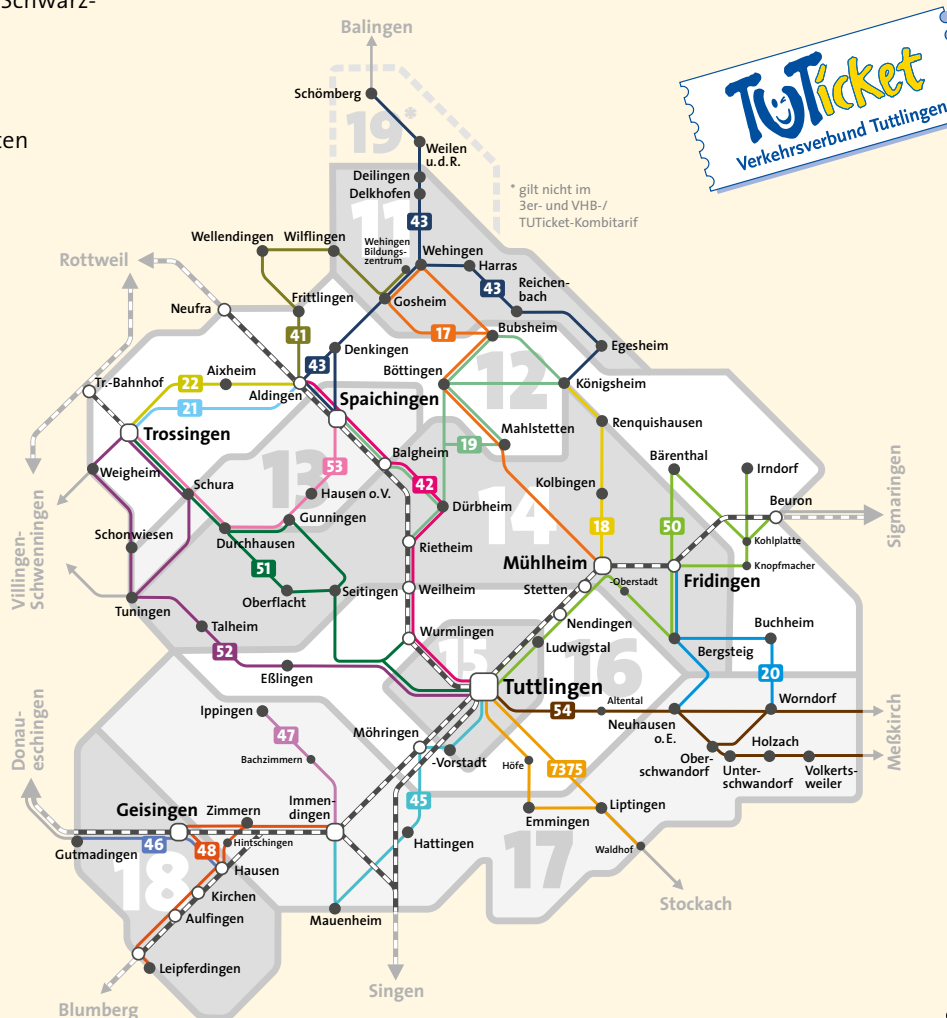 Schwarz-
ten
TUTicket
Verkehrsverbund Tuttlingen
Balingen
Schömberg
19*
Weilen
u.d.R.
Deilingen
Delkhofen
* gilt nicht im
3er- und VHB-/
TUTicket-Kombitarif
11
43
Wellendingen
Wilflingen
Wehingen
Bildungs-
zentrum
Wehingen
Harras
Rottweil
43
Reichen-
bach
Neufra
Frittlingen
Gosheim
41
17
Bubsheim
Egesheim
43
Denkingen
12
Tr.-Bahnhof
22
Aixheim
Böttingen
Königsheim
21
Aldingen
Spaichingen
Trossingen
Mahlstetten
Renquishausen
19
Balgheim
Bärenthal
Irndorf
Weigheim
53
13
Schura
42
Hausen o.V.
Kolbingen
Beuron
Sigmaringen
Dürbheim
14
Gunningen
18
50
Villingen-
Schwenningen
Schonwiesen
Durchhausen
Rietheim
Kohlplatte
51
Mühlheim
Knopfmacher
Oberflacht
Seitingen
Weilheim
Stetten
-Oberstadt
Fridingen
Tuningen
Nendingen
Talheim
Wurmlingen
Buchheim
Ludwigstal
Bergsteig
52
15
16
20
Eßlingen
Tuttlingen
Donau-
eschingen
54
Altental
Worndorf
Ippingen
Neuhausen
o.E.
Meßkirch
47
Möhringen
-Vorstadt
Holzach
Bachzimmern
Höfe
7375
Ober-
schwandorf
Unter-
schwandorf
Volkerts-
weiler
45
Immen-
dingen
Geisingen
Zimmern
Liptingen
Emmingen
46
48
Hintschingen
Hattingen
Gutmadingen
Waldhof
Hausen
18
17
Kirchen
Stockach
Aulfingen
Mauenheim
Leipferdingen
Singen
Blumberg